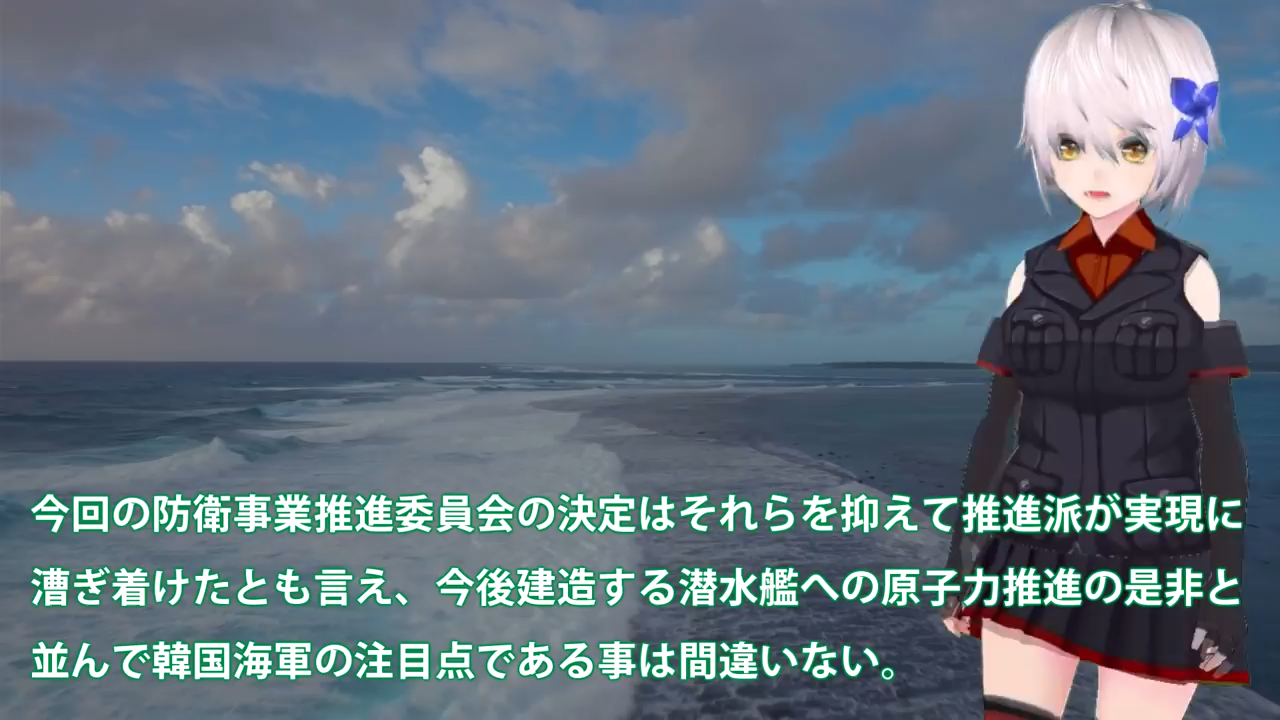 今回の防衛事業推進委員会の決定はそれらを抑えて推進派が実現に
漕ぎ着けたとも言え、今後建造する潜水艦への原子力推進の是非と
並んで韓国海軍の注目点である事は間違いない。